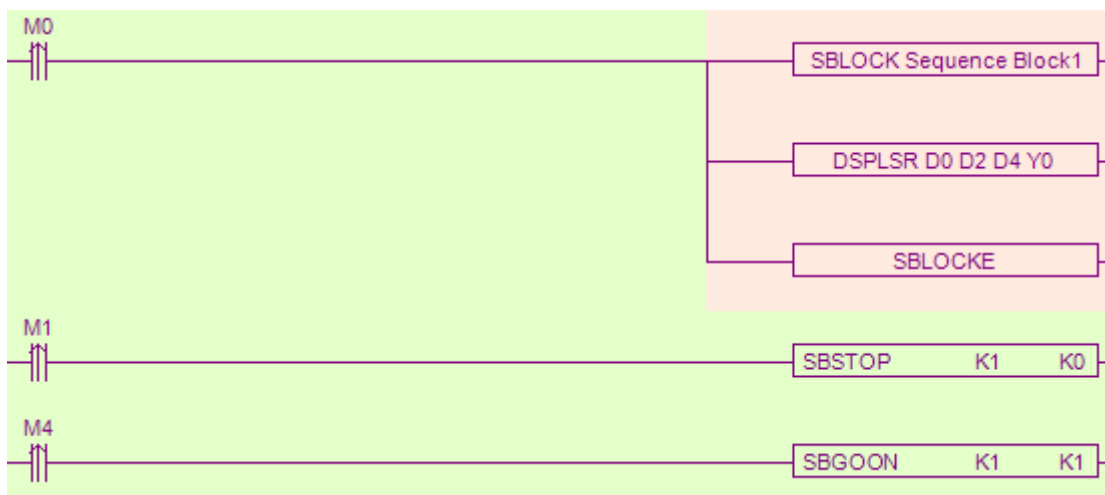 M0
SBLOCK Sequence Block1
DSPLSR D0 D2 D4 Y0
SBLOCKE
M1
SBSTOP K1 K0
M4
SBGOON K1 K1